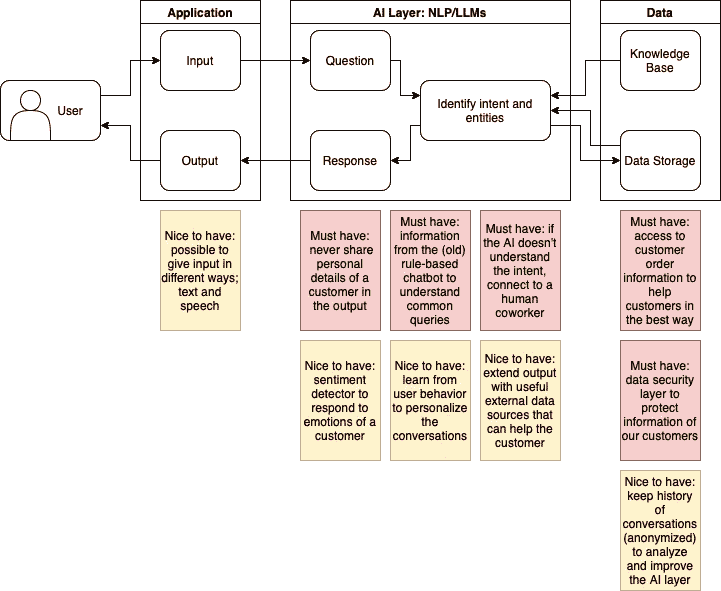 Application
AI Layer: NLP/LLMs
Data
User
Input
Output
Question
Response
Identify intent and
entities
Knowledge
Base
Data Storage
Nice to have:
possible to
give input in
different ways;
text and
speech
Must have:
never share
personal
details of a
customer in
the output
Must have:
information
from the (old)
rule-based
chatbot to
understand
common
queries
Must have: if
the AI doesn't
understand
the intent,
connect to a
human
coworker
Must have:
access to
customer
order
information to
help
customers in
the best way
Nice to have:
sentiment
detector to
respond to
emotions of a
customer
Nice to have:
learn from
user behavior
to personalize
the
conversations
Nice to have:
extend output
with useful
external data
sources that
can help the
customer
Must have:
data security
layer to
protect
information of
our customers
Nice to have:
keep history
of
conversations
(anonymized)
to analyze
and improve
the AI layer